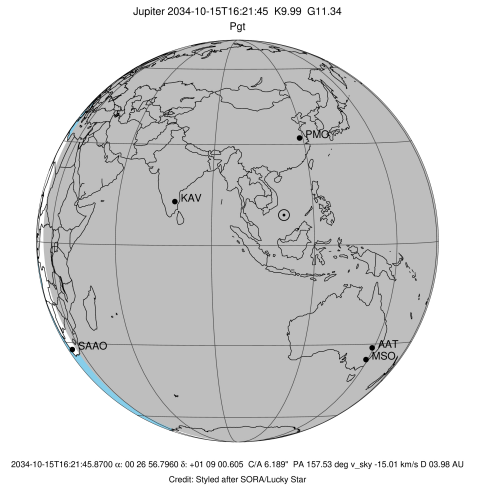 Jupiter 2034-10-15T16:21:45 K9.99 G11.34
Pgt
PMO
KAV
SAAO
AAT
MSO
2034-10-15T16:21:45.8700 α: 00 26 56.7960 δ: +01 09 00.605 C/A 6.189" PA 157.53 deg v_sky -15.01 km/s D 03.98 AU
Credit: Styled after SORA/Lucky Star